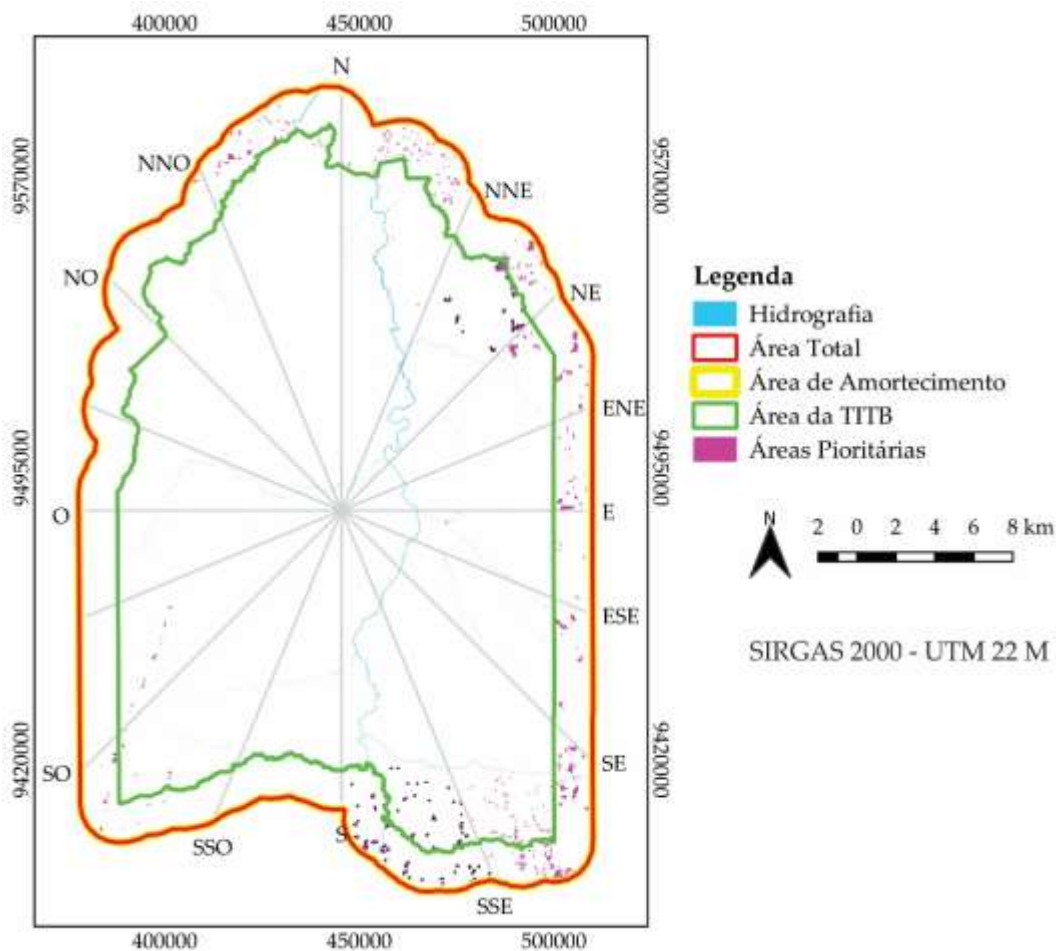 400000 450000 500000
N
NNO
NNE
9570000
9570000
NO
NE
Legenda
Hidrografia
Área Total
Área de Amortecimento
Área da TITB
Áreas Pioritárias
ENE
9495000
9495000
O
E
N
2 0 2 4 6 8 km
ESE
SIRGAS 2000 - UTM 22 M
9420000
9420000
SO
SE
SSO
S
SSE
400000 450000 500000